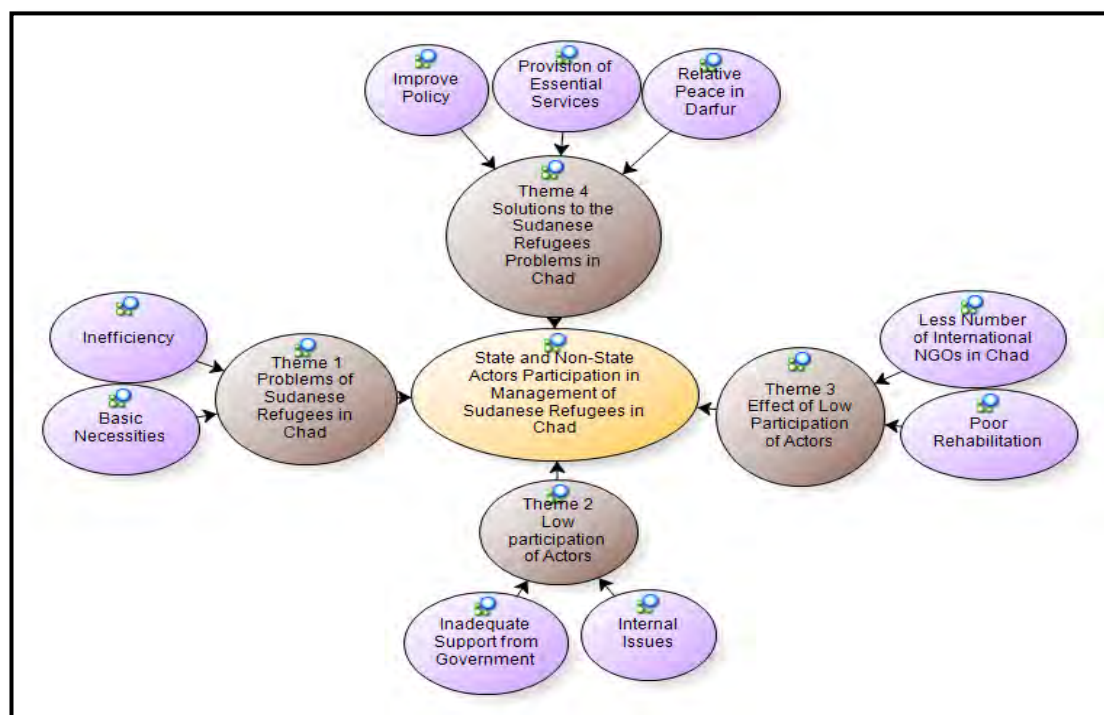 Improve
Policy
Provision of
Essential
Services
Relative
Peace in
Darfur
Theme 4
Solutions to the
Sudanese
Refugees
Problems in
Chad
Inefficiency
Basic
Necessities
Theme 1
Problems of
Sudanese
Refugees in
Chad
State and Non-State
Actors Participation in
Management of
Sudanese Refugees in
Chad
Theme 3
Effect of Low
Participation
of Actors
Less Number
of International
NGOs in Chad
Poor
Rehabilitation
Theme 2
Low
participation
of Actors
Inadequate
Support from
Government
Internal
Issues